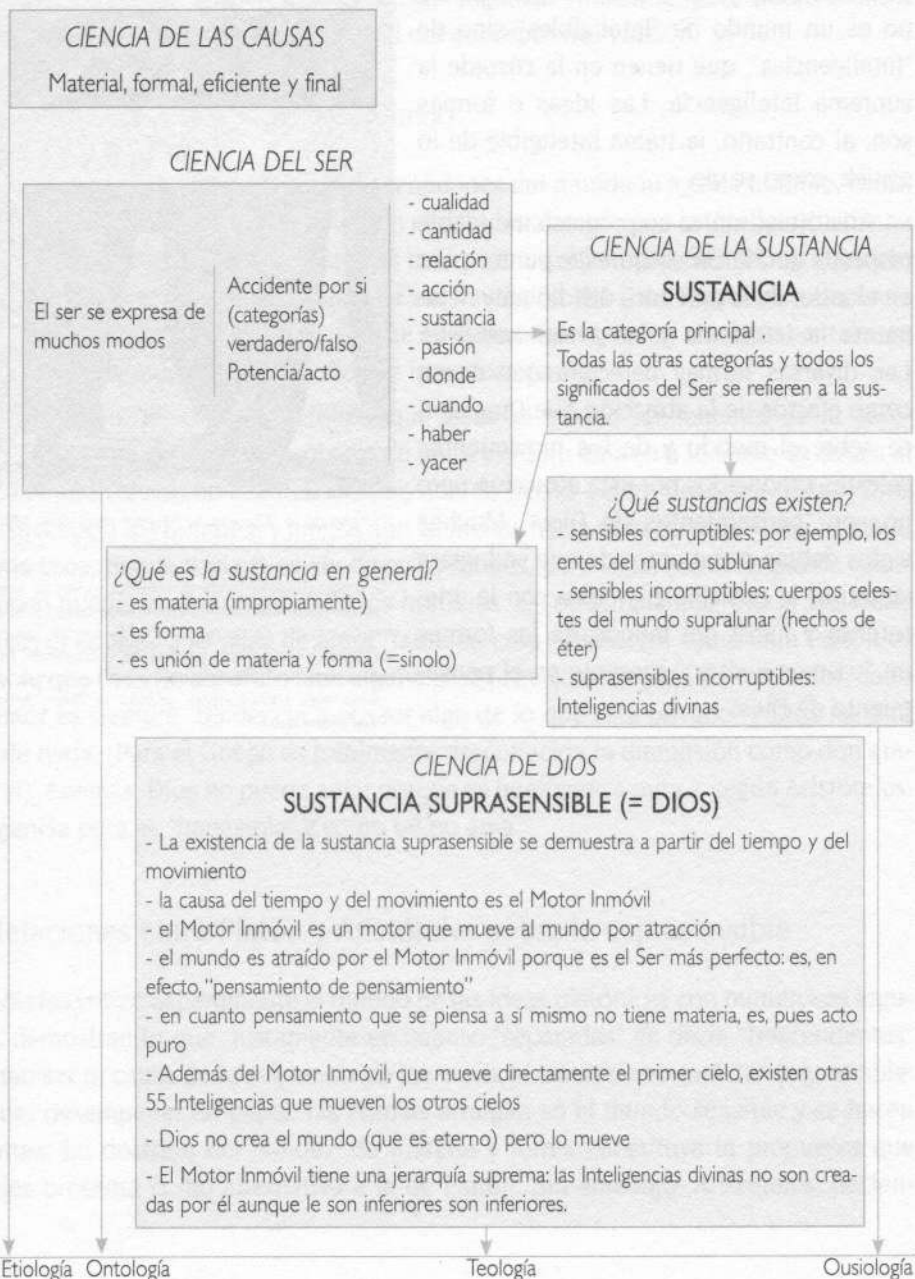 CIENCIA DE LAS CAUSAS
Material, formal, eficiente y final
CIENCIA DEL SER
El ser se expresa de
muchos modos
Accidente por si
(categorías)
verdadero/falso
Potencia/acto
- cualidad
- cantidad
- relación
- acción
- sustancia
- pasión
- donde
- cuando
- haber
- yacer
CIENCIA DE LA SUSTANCIA
SUSTANCIA
Es la categoría principal
Todas las otras categorías y todos los
significados del Ser se refieren a la sus-
tancia.
¿Qué es la sustancia en general?
- es materia (impropiamente)
- es forma
- es unión de materia y forma (=sinolo)
¿Qué sustancias existen?
- sensibles corruptibles: por ejemplo, los
entes del mundo sublunar
- sensibles incorruptibles: cuerpos celes-
tes del mundo supralunar (hechos de
éter)
- suprasensibles incorruptibles:
Inteligencias divinas
CIENCIA DE DIOS
SUSTANCIA SUPRASENSIBLE (= DIOS)
- La existencia de la sustancia suprasensible se demuestra a partir del tiempo y del
movimiento
- la causa del tiempo y del movimiento es el Motor Inmóvil
- el Motor Inmóvil es un motor que mueve al mundo por atracción
- el mundo es atraído por el Motor Inmóvil porque es el Ser más perfecto: es, en
efecto, "pensamiento de pensamiento"
- en cuanto pensamiento que se piensa a sí mismo no tiene materia, es, pues acto
puro
- Además del Motor Inmóvil, que mueve directamente el primer cielo, existen otras
55 Inteligencias que mueven los otros cielos
- Dios no crea el mundo (que es eterno) pero lo mueve
- El Motor Inmóvil tiene una jerarquía suprema: las Inteligencias divinas no son crea-
das por él aunque le son inferiores son inferiores.
Etiología Ontología Teología Ousiología